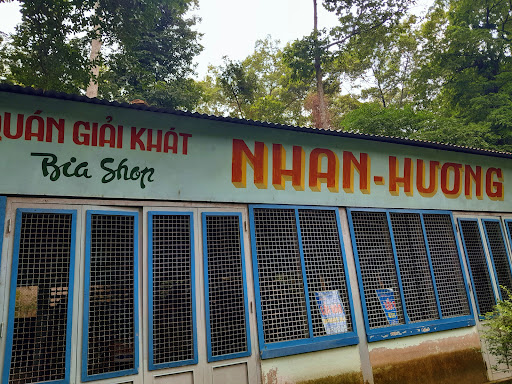 QUÁN GIẢI KHÁT
Bia Shop
NHAN - HƯƠNG